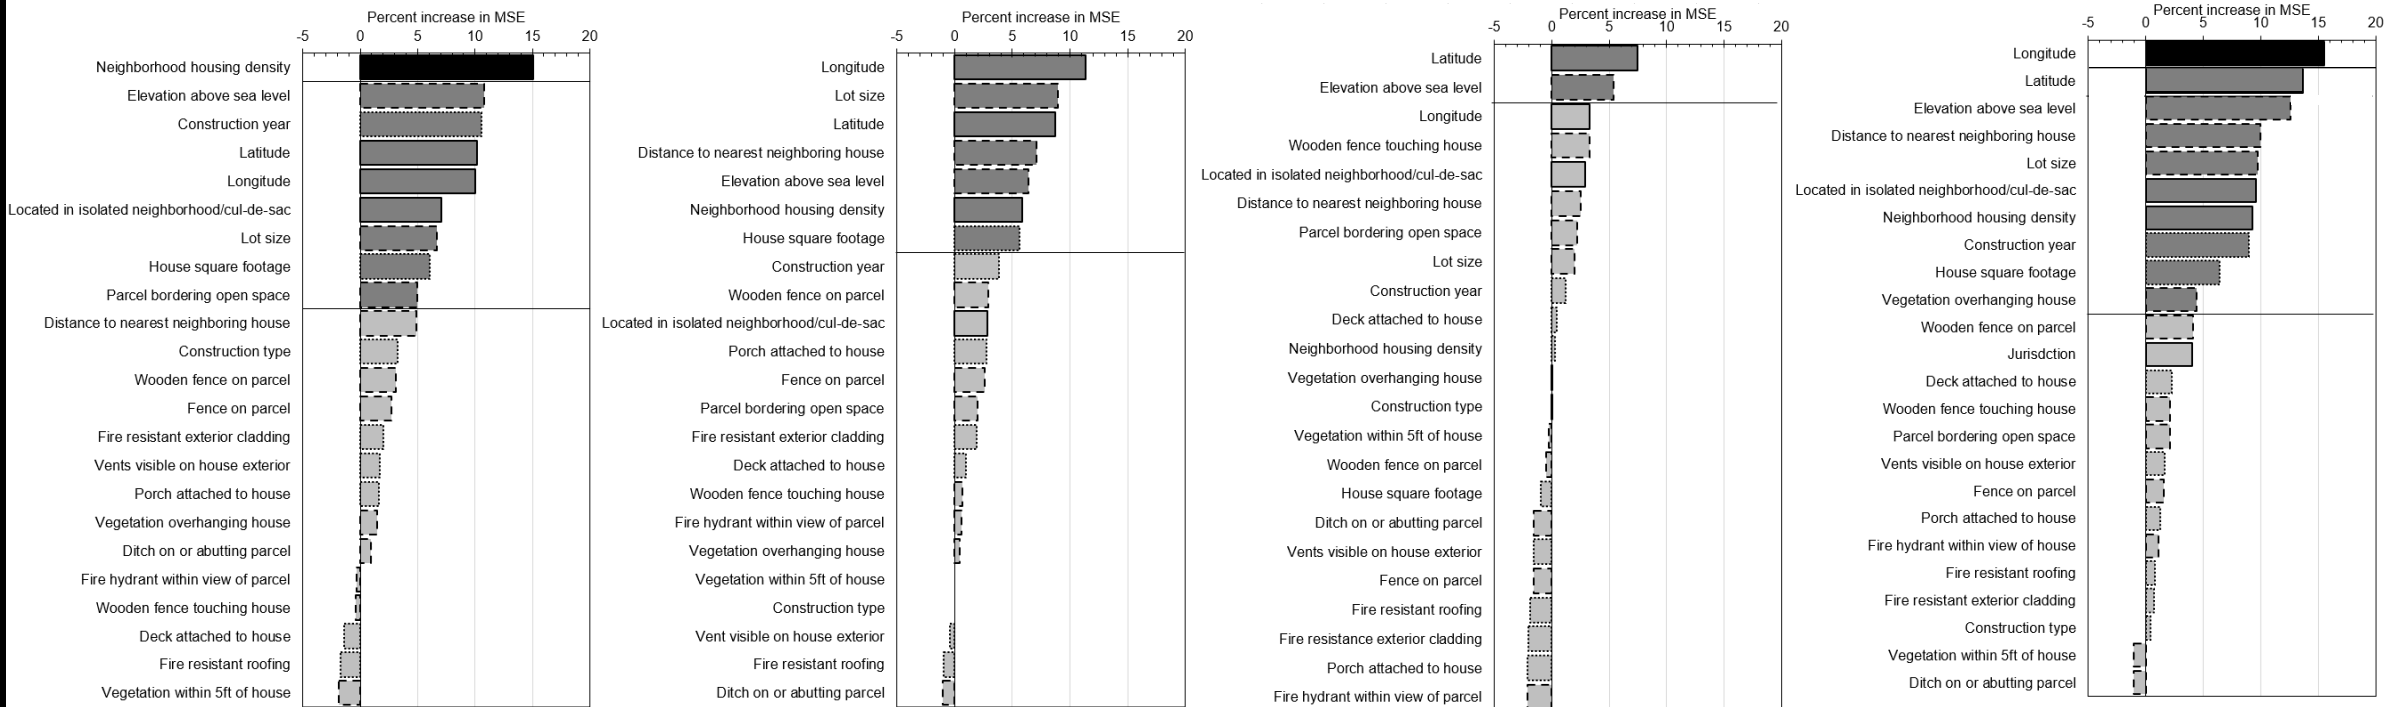 Percent increase in MSE
-5 0 5 10 15 20
Neighborhood housing density
Elevation above sea level
Construction year
Latitude
Longitude
Located in isolated neighborhood/cul-de-sac
Lot size
House square footage
Parcel bordering open space
Distance to nearest neighboring house
Construction type
Wooden fence on parcel
Fence on parcel
Fire resistant exterior cladding
Vents visible on house exterior
Porch attached to house
Vegetation overhanging house
Ditch on or abutting parcel
Fire hydrant within view of parcel
Wooden fence touching house
Deck attached to house
Fire resistant roofing
Vegetation within 5ft of house
Percent increase in MSE
-5 0 5 10 15 20
Longitude
Lot size
Latitude
Distance to nearest neighboring house
Elevation above sea level
Neighborhood housing density
House square footage
Construction year
Wooden fence on parcel
Located in isolated neighborhood/cul-de-sac
Porch attached to house
Fence on parcel
Parcel bordering open space
Fire resistant exterior cladding
Deck attached to house
Wooden fence touching house
Fire hydrant within view of parcel
Vegetation overhanging house
Vegetation within 5ft of house
Construction type
Vent visible on house exterior
Fire resistant roofing
Ditch on or abutting parcel
Percent increase in MSE
-5 0 5 10 15 20
Latitude
Elevation above sea level
Longitude
Wooden fence touching house
Located in isolated neighborhood/cul-de-sac
Distance to nearest neighboring house
Parcel bordering open space
Lot size
Construction year
Deck attached to house
Neighborhood housing density
Vegetation overhanging house
Construction type
Vegetation within 5ft of house
Wooden fence on parcel
House square footage
Ditch on or abutting parcel
Vents visible on house exterior
Fence on parcel
Fire resistant roofing
Fire resistance exterior cladding
Porch attached to house
Fire hydrant within view of parcel
Percent increase in MSE
-5 0 5 10 15 20
Longitude
Latitude
Elevation above sea level
Distance to nearest neighboring house
Lot size
Located in isolated neighborhood/cul-de-sac
Neighborhood housing density
Construction year
House square footage
Vegetation overhanging house
Wooden fence on parcel
Jurisdction
Deck attached to house
Wooden fence touching house
Parcel bordering open space
Vents visible on house exterior
Fence on parcel
Porch attached to house
Fire hydrant within view of house
Fire resistant roofing
Fire resistant exterior cladding
Construction type
Vegetation within 5ft of house
Ditch on or abutting parcel